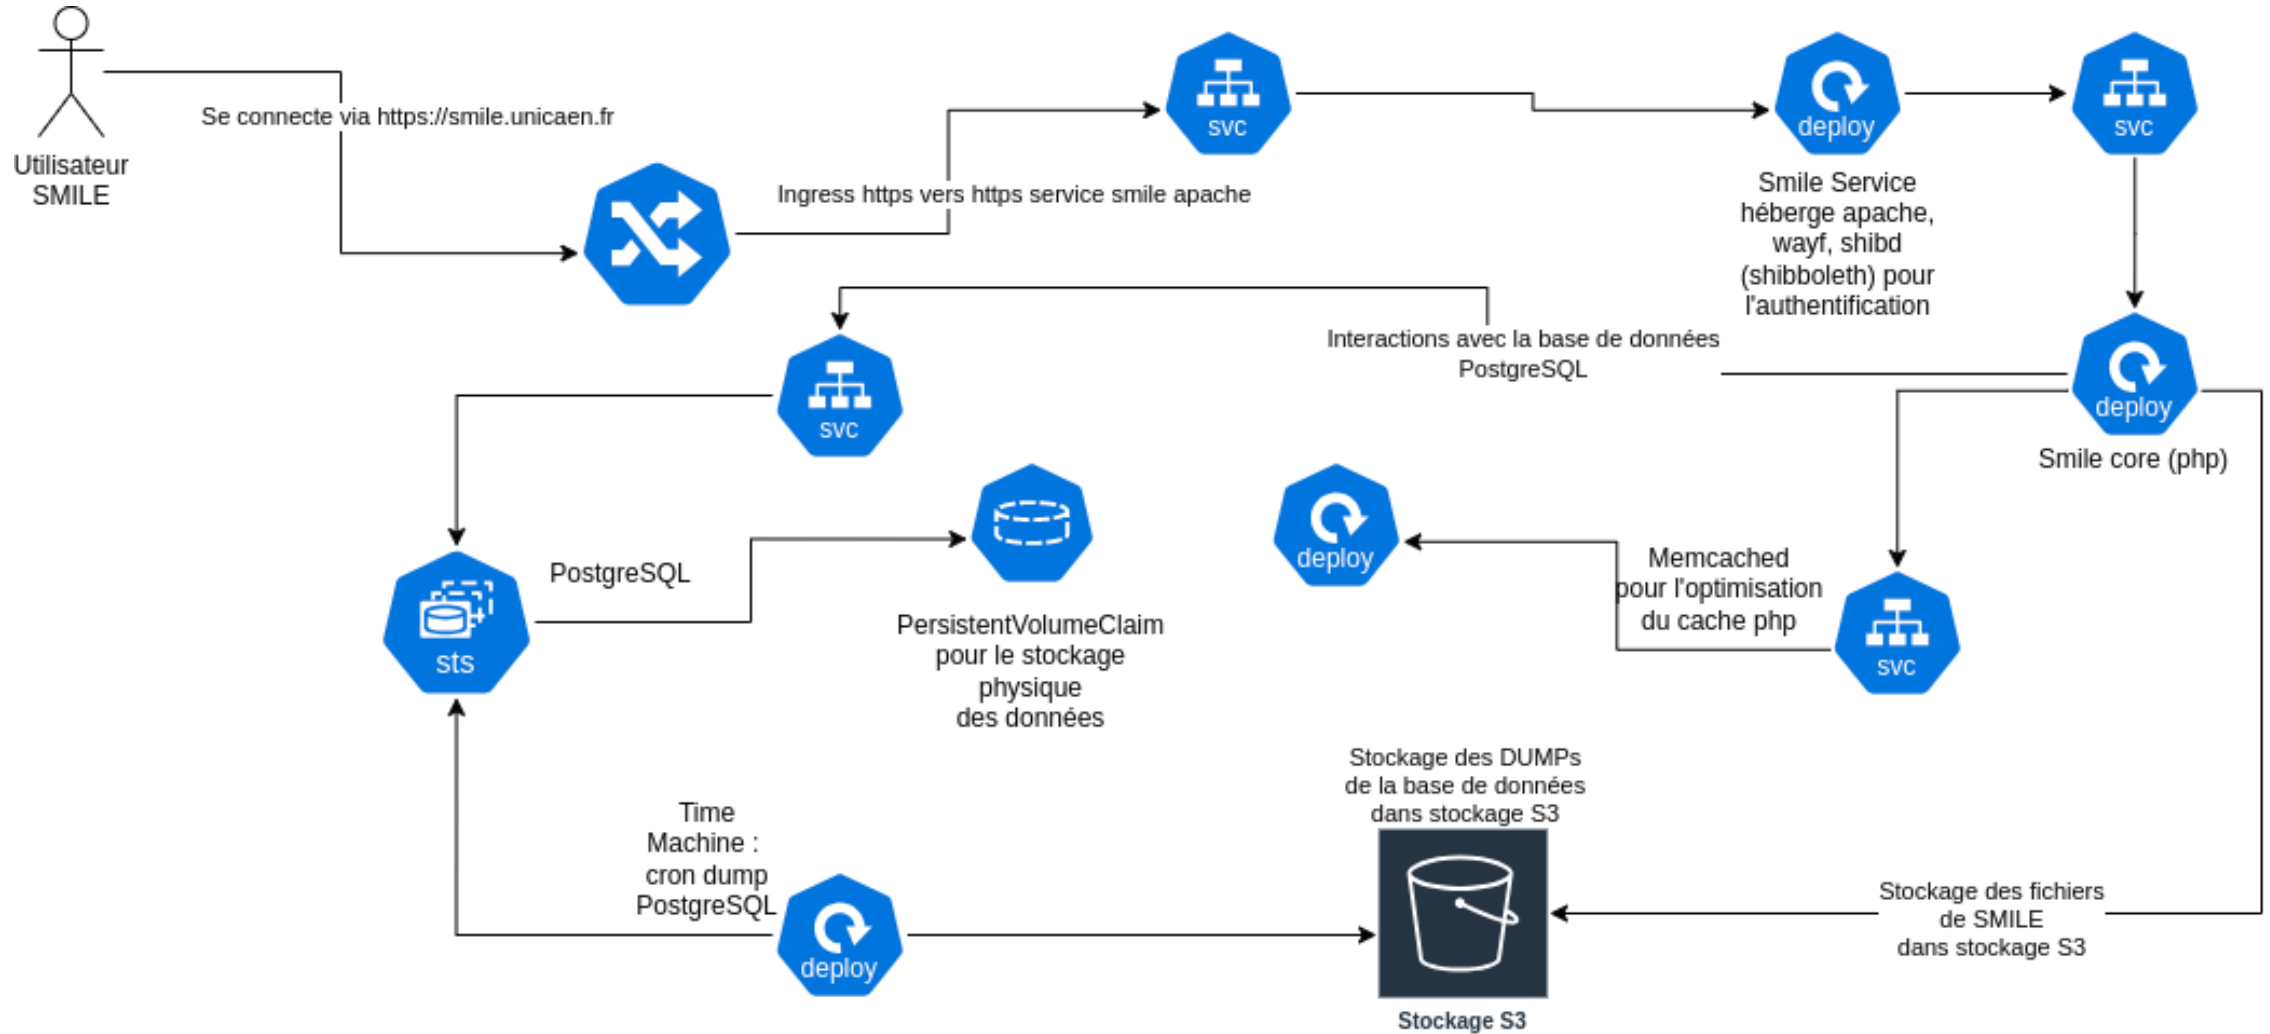 Utilisateur
SMILE
Se connecte via https://smile.unicaen.fr
Ingress https vers https service smile apache
svc
deploy
Smile Service
héberge apache,
wayf, shibd
(shibboleth) pour
l'authentification
svc
deploy
Smile core (php)
Interactions avec la base de données
PostgreSQL
svc
sts
PostgreSQL
PersistentVolumeClaim
pour le stockage
physique
des données
deploy
Memcached
pour l'optimisation
du cache php
svc
Time
Machine :
cron dump
PostgreSQL
deploy
Stockage des DUMPs
de la base de données
dans stockage S3
Stockage S3
Stockage des fichiers
de SMILE
dans stockage S3